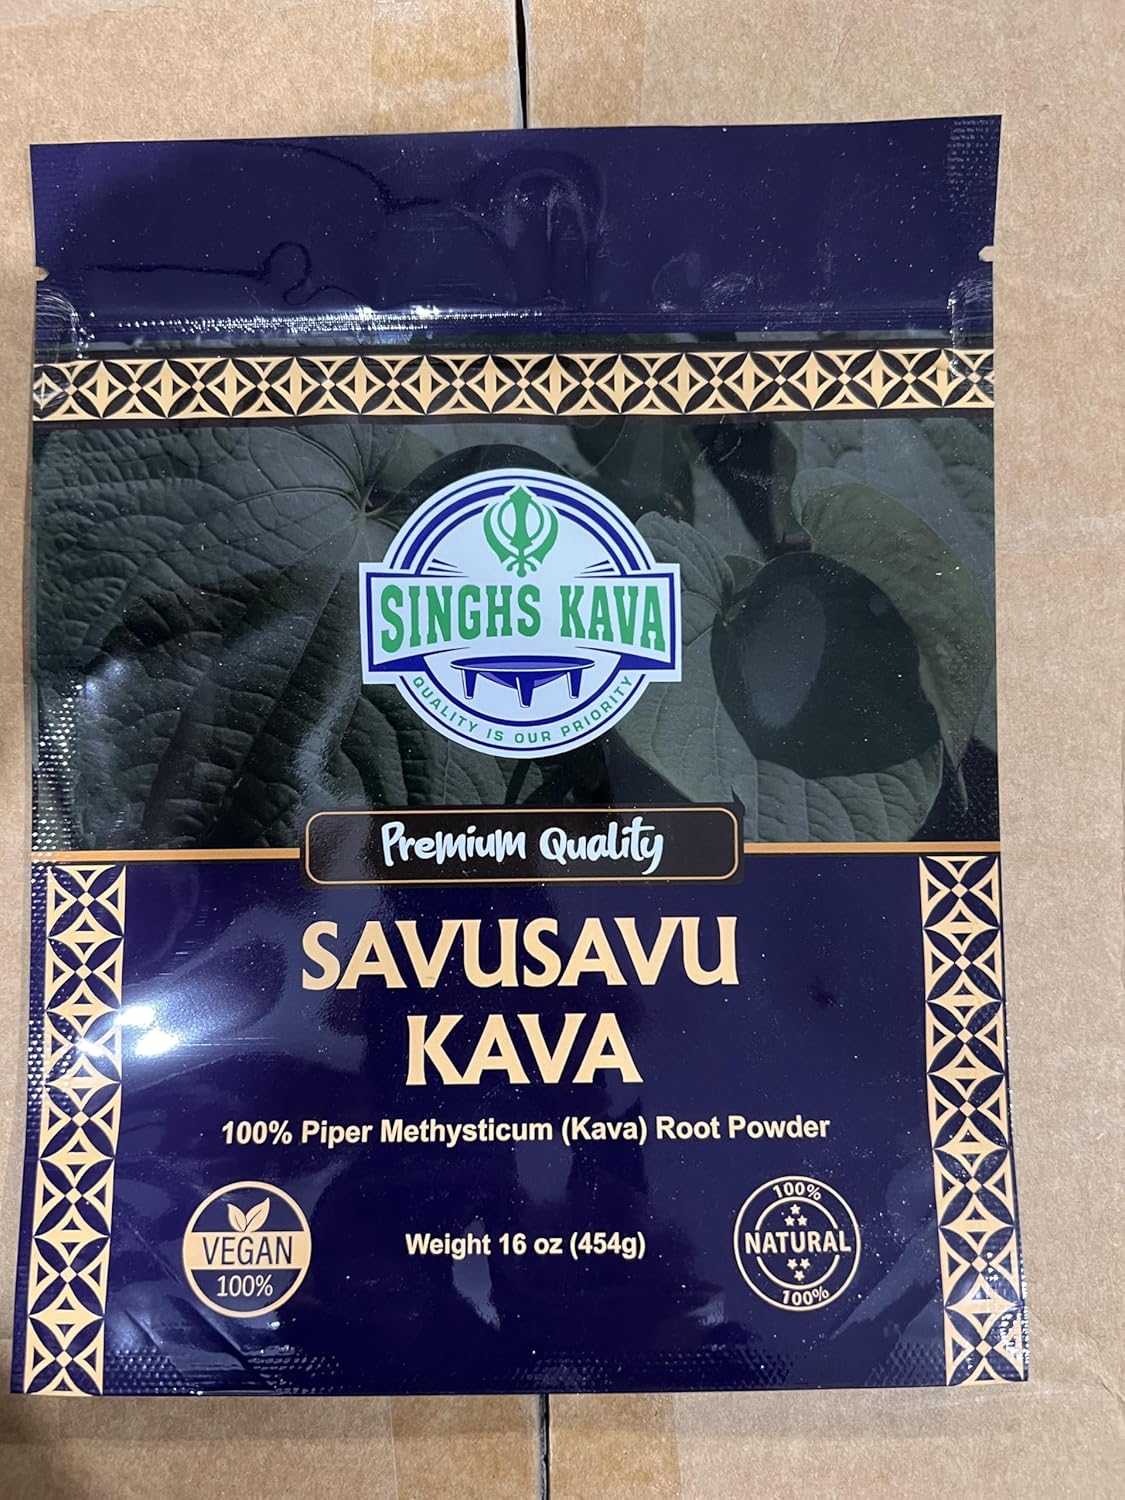 SINGHS KAVA
QUALITY IS OUR PRIORITY
Premium Quality
SAVUSAVU
KAVA
100% Piper Methysticum (Kava) Root Powder
VEGAN
100%
Weight 16 oz (454g)
100%
NATURAL
100%